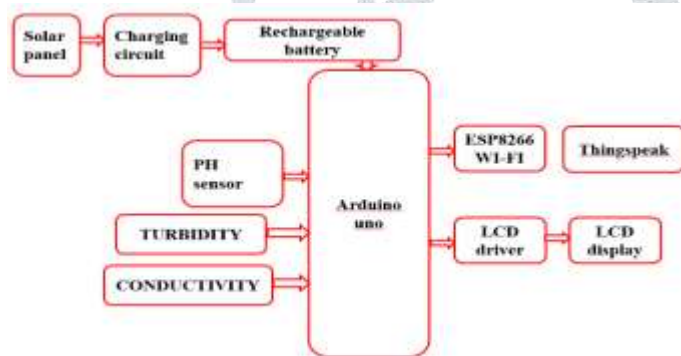 Solar
panel
Charging
circuit
Rechargeable
battery
PH
sensor
TURBIDITY
CONDUCTIVITY
Arduino
uno
ESP8266
WI-FI
Thingspeak
LCD
driver
LCD
display